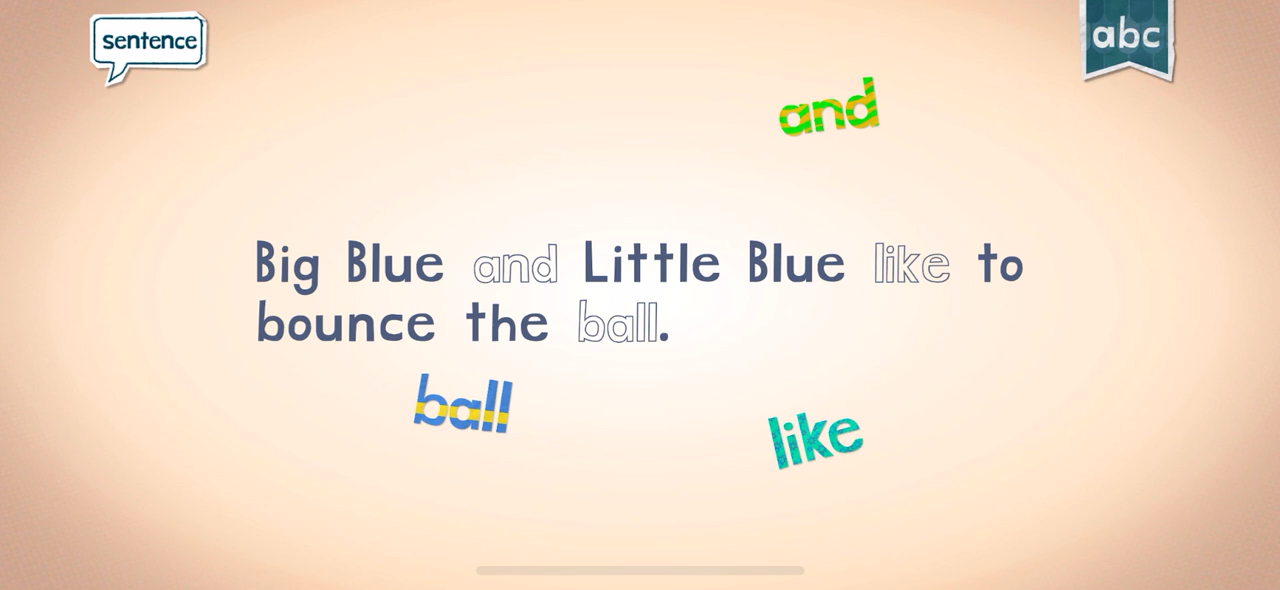 sentence
abc
and
Big Blue and Little Blue like to
bounce the ball.
ball
like